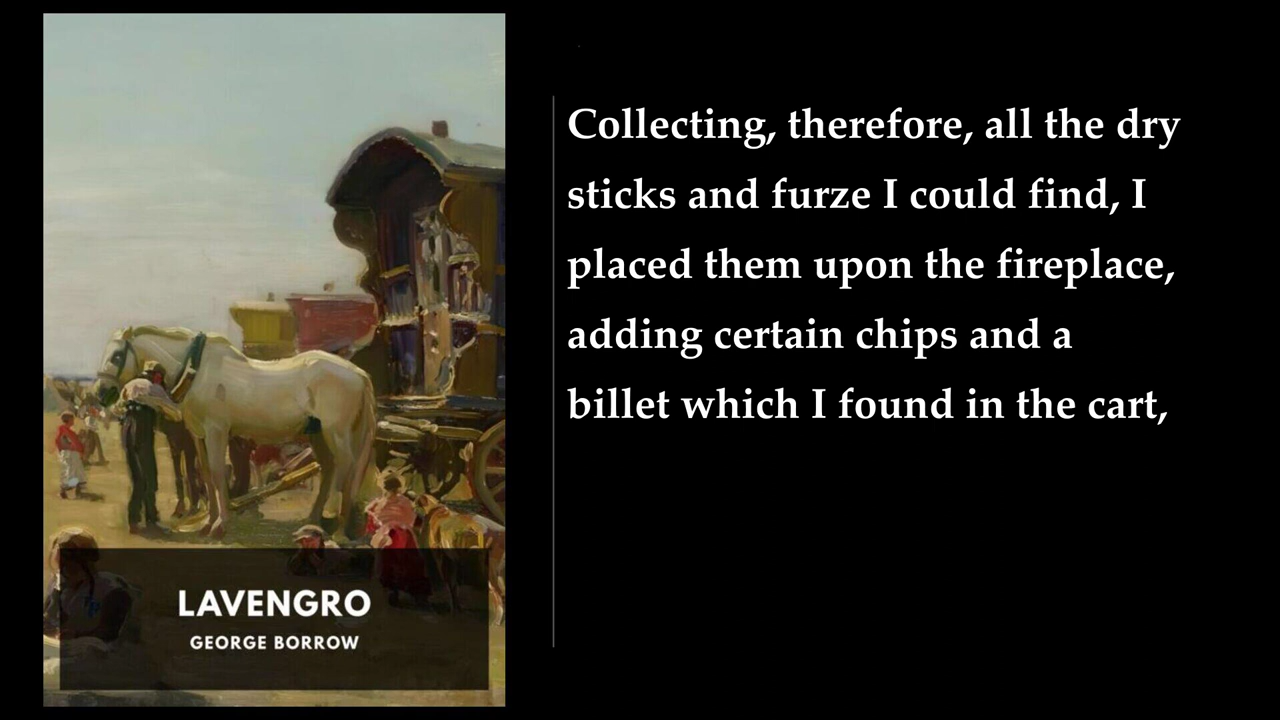 LAVENGRO
GEORGE BORROW
Collecting, therefore, all the dry
sticks and furze I could find, I
placed them upon the fireplace,
adding certain chips and a
billet which I found in the cart,